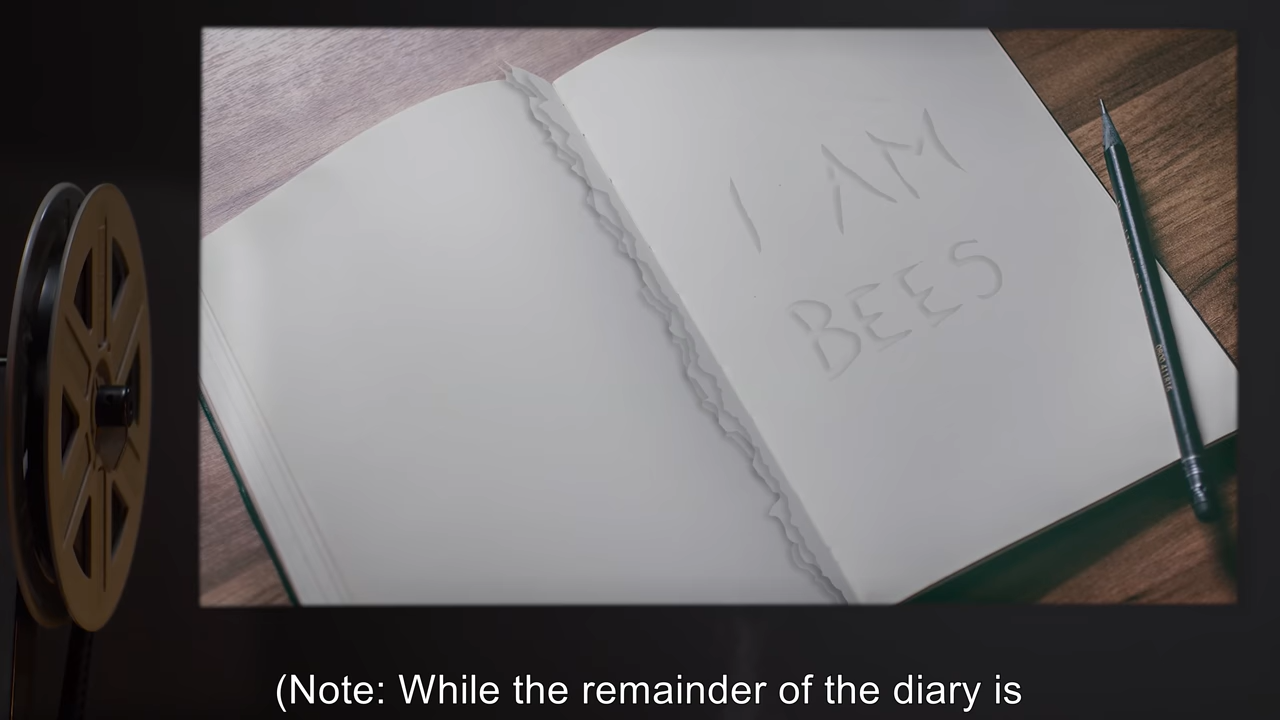 I AM
BEES
(Note: While the remainder of the diary is